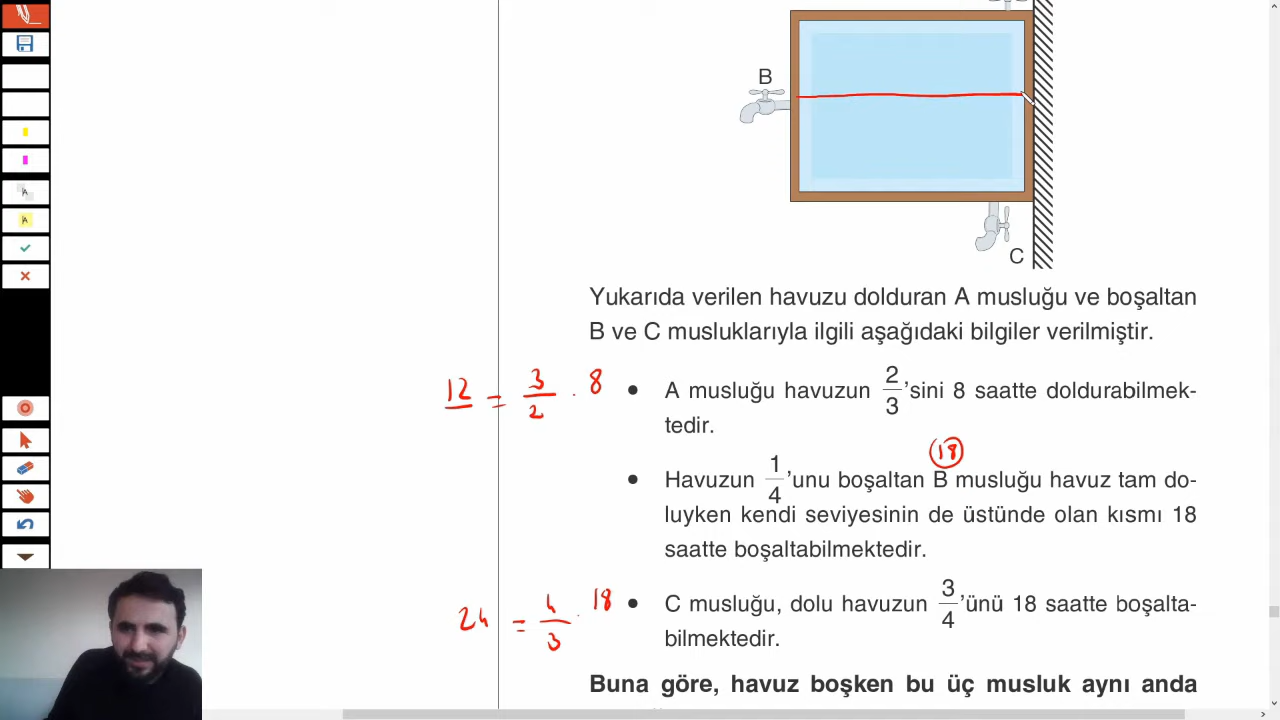 B
C
Yukarıda verilen havuzu dolduran A musluğu ve boşaltan
B ve C musluklarıyla ilgili aşağıdaki bilgiler verilmiştir.
12 = 3/2 · 8
• A musluğu havuzun 2/3 'sini 8 saatte doldurabilmek-
tedir.
18
• Havuzun 1/4 'unu boşaltan B musluğu havuz tam do-
luyken kendi seviyesinin de üstünde olan kısmı 18
saatte boşaltabilmektedir.
24 = 4/3 · 18
• C musluğu, dolu havuzun 3/4 'ünü 18 saatte boşalta-
bilmektedir.
Buna göre, havuz boşken bu üç musluk aynı anda